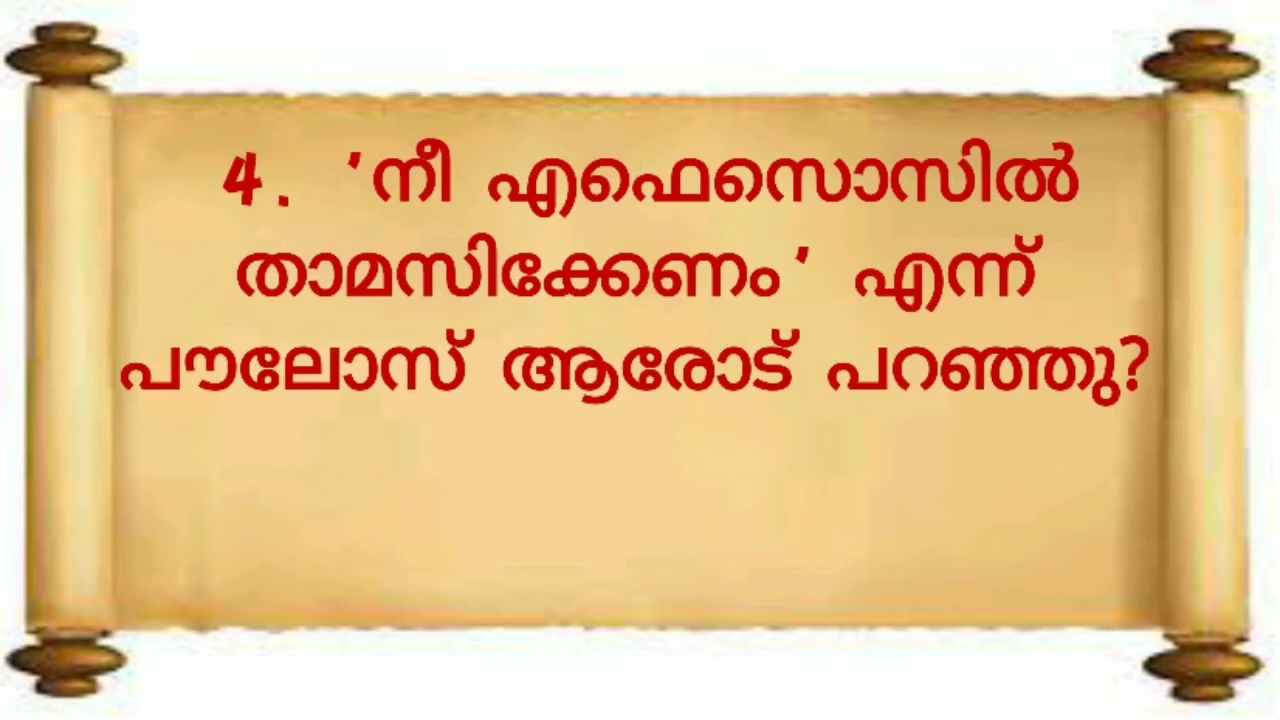 4. 'നീ എഫെസൊസിൽ
താമസിക്കേണം' എന്ന്
പൗലോസ് ആരോട് പറഞ്ഞു?